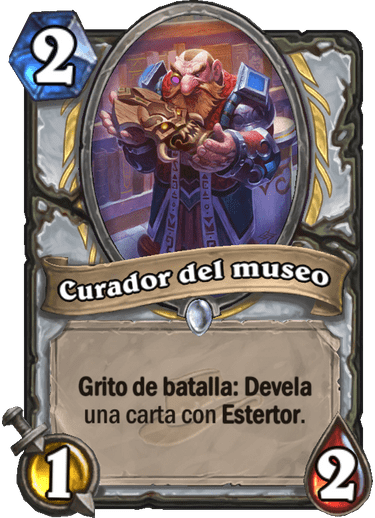 2
Curador del museo
Grito de batalla: Devela
una carta con Estertor.
1
2